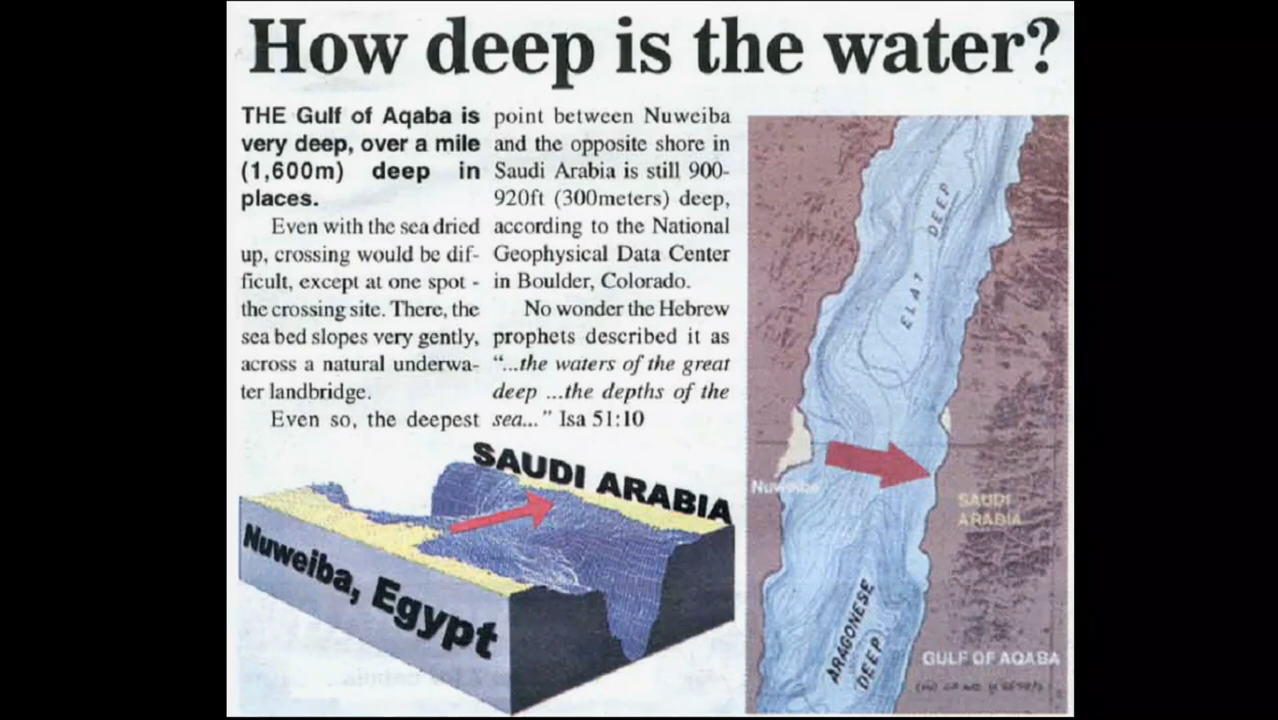 How deep is the water?
THE Gulf of Aqaba is
very deep, over a mile
(1,600m) deep in
places.
Even with the sea dried
up, crossing would be dif-
ficult, except at one spot -
the crossing site. There, the
sea bed slopes very gently,
across a natural underwa-
ter landbridge.
Even so, the deepest
point between Nuweiba
and the opposite shore in
Saudi Arabia is still 900-
920ft (300meters) deep,
according to the National
Geophysical Data Center
in Boulder, Colorado.
No wonder the Hebrew
prophets described it as
“...the waters of the great
deep ...the depths of the
sea...” Isa 51:10
SAUDI ARABIA
Nuweiba, Egypt
ELAT DEEP
Nuweiba
SAUDI
ARABIA
ARAGONESE
DEEP
GULF OF AQABA